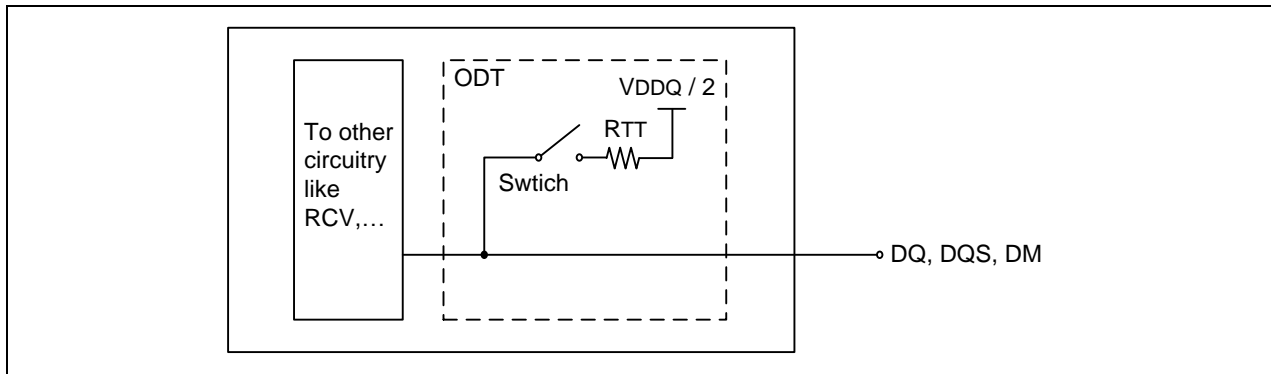 ODT
VDDQ / 2
RTT
Swtich
To other
circuitry
like
RCV,…
DQ, DQS, DM